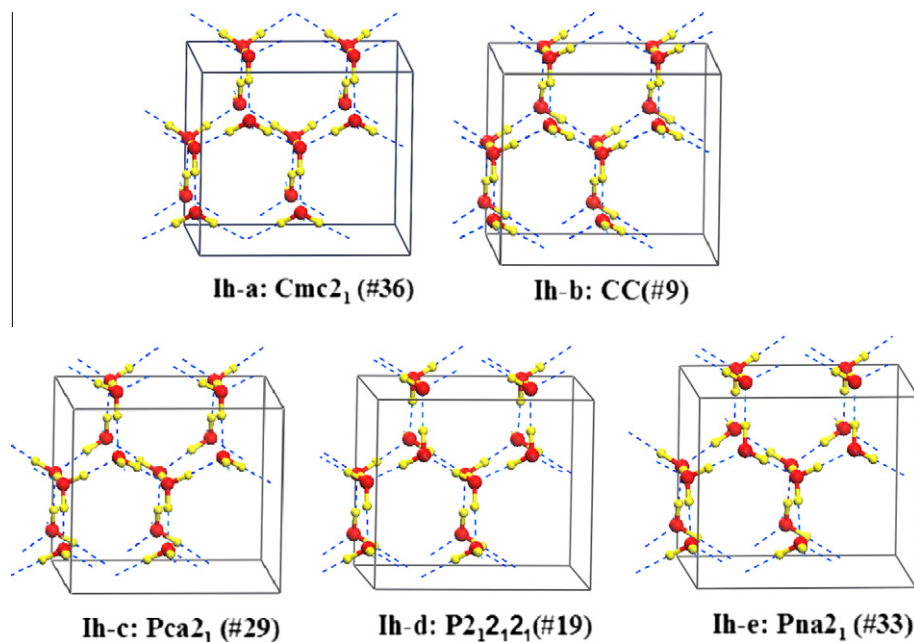 Ih-a: Cmc2₁ (#36)
Ih-b: CC(#9)
Ih-c: Pca2₁ (#29)
Ih-d: P2₁2₁2₁(#19)
Ih-e: Pna2₁ (#33)